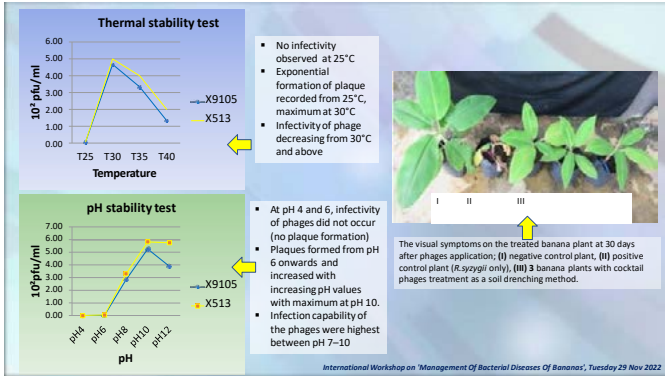 Thermal stability test
6.00
5.00
4.00
3.00
2.00
1.00
0.00
10² pfu/ml
T25 T30 T35 T40
Temperature
X9105
X513
▪ No infectivity
observed at 25°C
▪ Exponential
formation of plaque
recorded from 25°C,
maximum at 30°C
▪ Infectivity of phage
decreasing from 30°C
and above
pH stability test
7.00
6.00
5.00
4.00
3.00
2.00
1.00
0.00
10²pfu/ml
pH4 pH6 pH8 pH10 pH12
pH
X9105
X513
▪ At pH 4 and 6, infectivity
of phages did not occur
(no plaque formation)
▪ Plaques formed from pH
6 onwards and
increased with
increasing pH values
with maximum at pH 10.
▪ Infection capability of
the phages were highest
between pH 7–10
I II III
The visual symptoms on the treated banana plant at 30 days
after phages application; (I) negative control plant, (II) positive
control plant (R.syzygii only), (III) 3 banana plants with cocktail
phages treatment as a soil drenching method.
International Workshop on 'Management Of Bacterial Diseases Of Bananas', Tuesday 29 Nov 2022